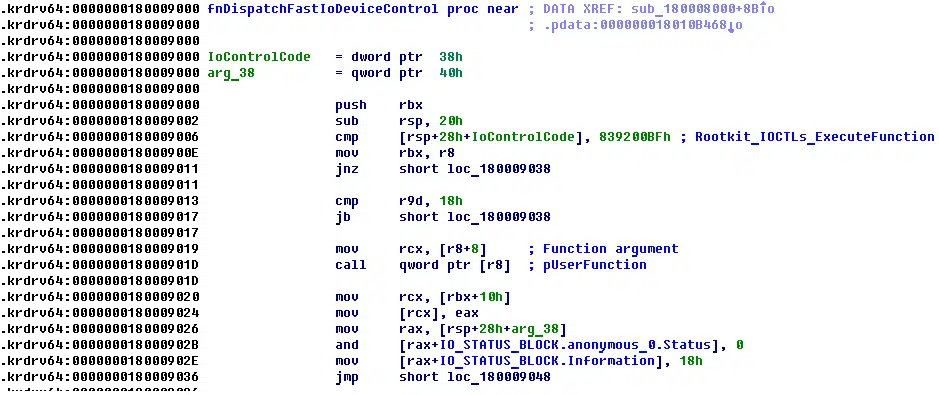 .krdrv64:0000000180009000 fnDispatchFastIoDeviceControl proc near ; DATA XREF: sub_180008000+8B↑o
.krdrv64:0000000180009000 ; .pdata:000000018010B468↓o
.krdrv64:0000000180009000
.krdrv64:0000000180009000 IoControlCode = dword ptr 38h
.krdrv64:0000000180009000 arg_38 = qword ptr 40h
.krdrv64:0000000180009000
.krdrv64:0000000180009000 push rbx
.krdrv64:0000000180009002 sub rsp, 20h
.krdrv64:0000000180009006 cmp [rsp+28h+IoControlCode], 839200BFh ; Rootkit_IOCTLs_ExecuteFunction
.krdrv64:000000018000900E mov rbx, r8
.krdrv64:0000000180009011 jnz short loc_180009038
.krdrv64:0000000180009011
.krdrv64:0000000180009013 cmp r9d, 18h
.krdrv64:0000000180009017 jb short loc_180009038
.krdrv64:0000000180009017
.krdrv64:0000000180009019 mov rcx, [r8+8] ; Function argument
.krdrv64:000000018000901D call qword ptr [r8] ; pUserFunction
.krdrv64:000000018000901D
.krdrv64:0000000180009020 mov rcx, [rbx+10h]
.krdrv64:0000000180009024 mov [rcx], eax
.krdrv64:0000000180009026 mov rax, [rsp+28h+arg_38]
.krdrv64:000000018000902B and [rax+IO_STATUS_BLOCK.anonymous_0.Status], 0
.krdrv64:000000018000902E mov [rax+IO_STATUS_BLOCK.Information], 18h
.krdrv64:0000000180009036 jmp short loc_180009048